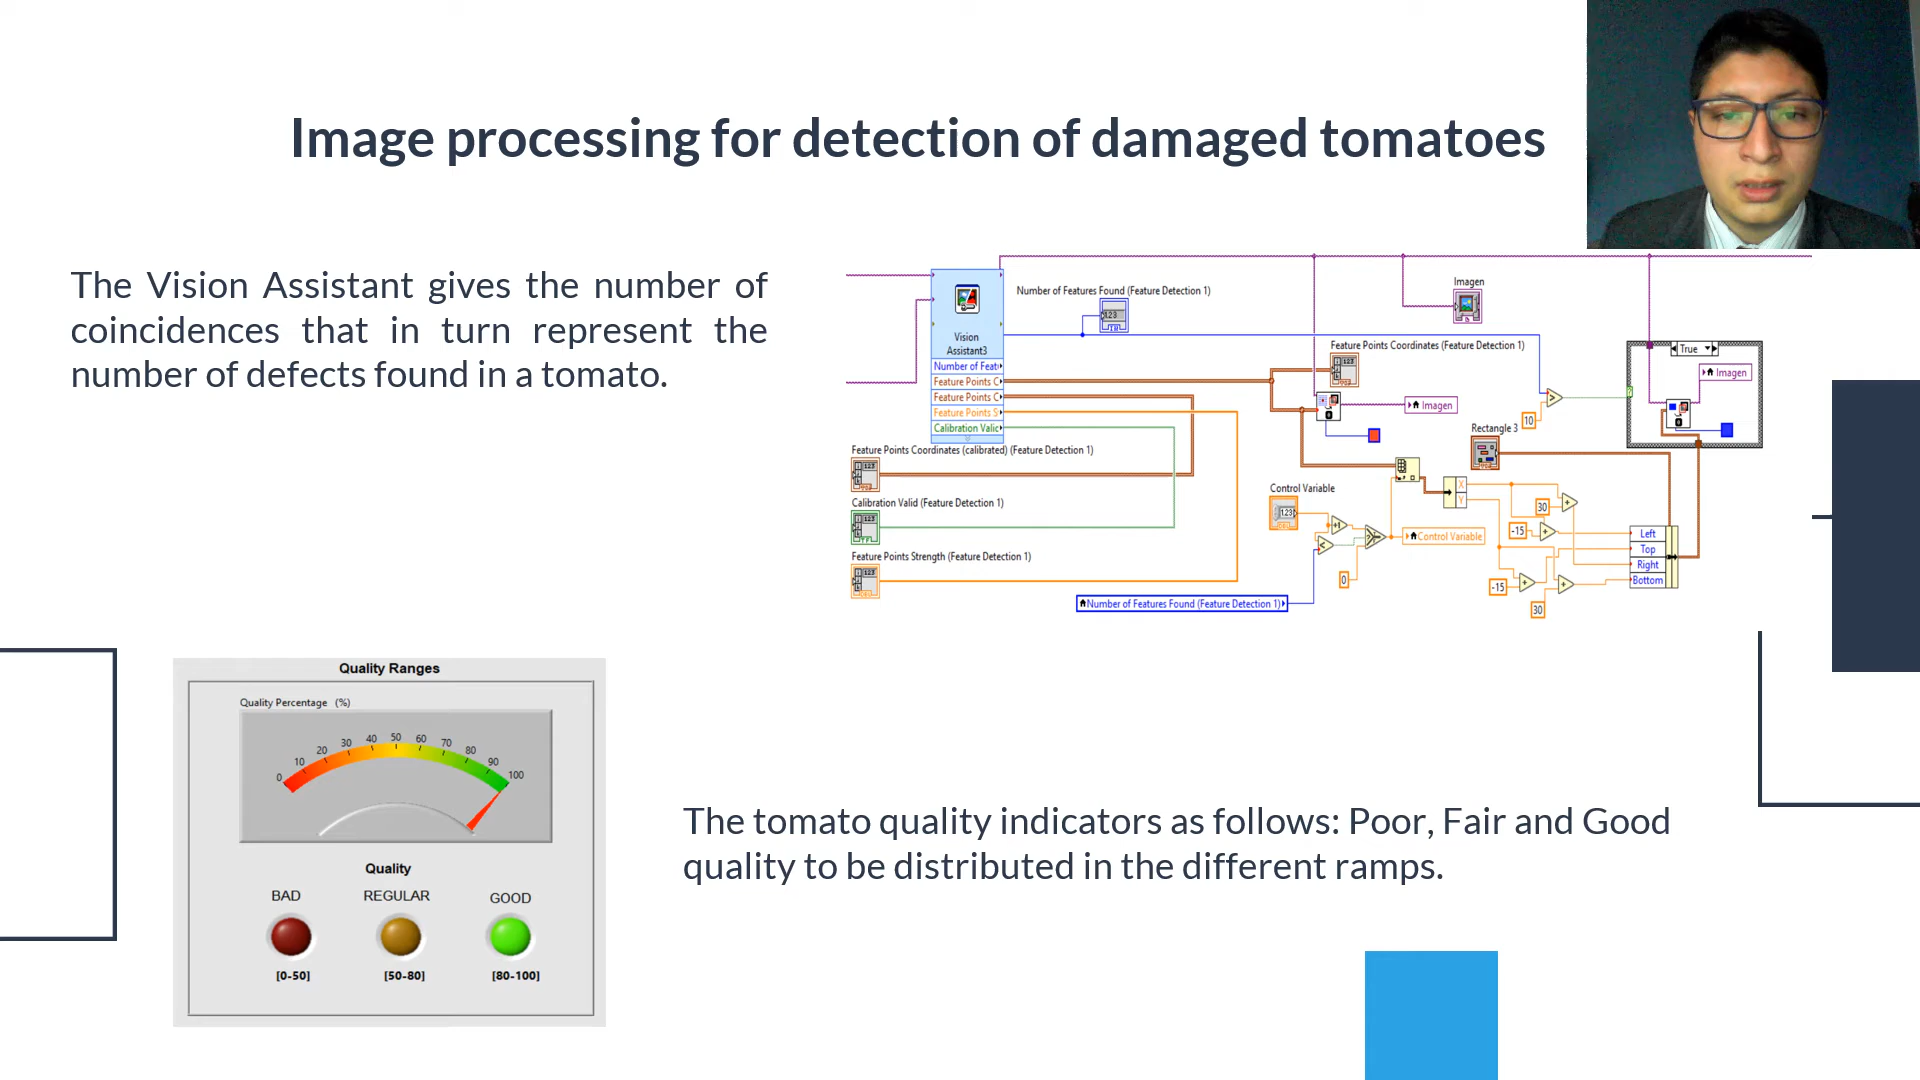 Image processing for detection of damaged tomatoes
The Vision Assistant gives the number of
coincidences that in turn represent the
number of defects found in a tomato.
Number of Features Found (Feature Detection 1)
Imagen
Vision
Assistant3
Number of Feat
Feature Points C
Feature Points C
Feature Points S
Calibration Valid
Feature Points Coordinates (Feature Detection 1)
True
Imagen
Imagen
10
Rectangle 3
Feature Points Coordinates (calibrated) (Feature Detection 1)
Control Variable
X
Y
30
-15
Calibration Valid (Feature Detection 1)
Control Variable
Left
Top
Right
Bottom
Feature Points Strength (Feature Detection 1)
0
-15
30
Number of Features Found (Feature Detection 1)
Quality Ranges
Quality Percentage (%)
0 10 20 30 40 50 60 70 80 90 100
Quality
BAD REGULAR GOOD
[0-50] [50-80] [80-100]
The tomato quality indicators as follows: Poor, Fair and Good
quality to be distributed in the different ramps.